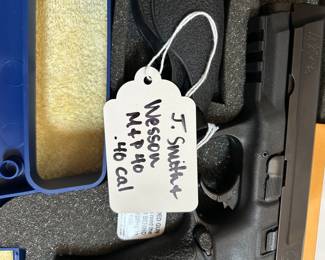 J. Smith +
Wesson
M+P 40
.40 cal